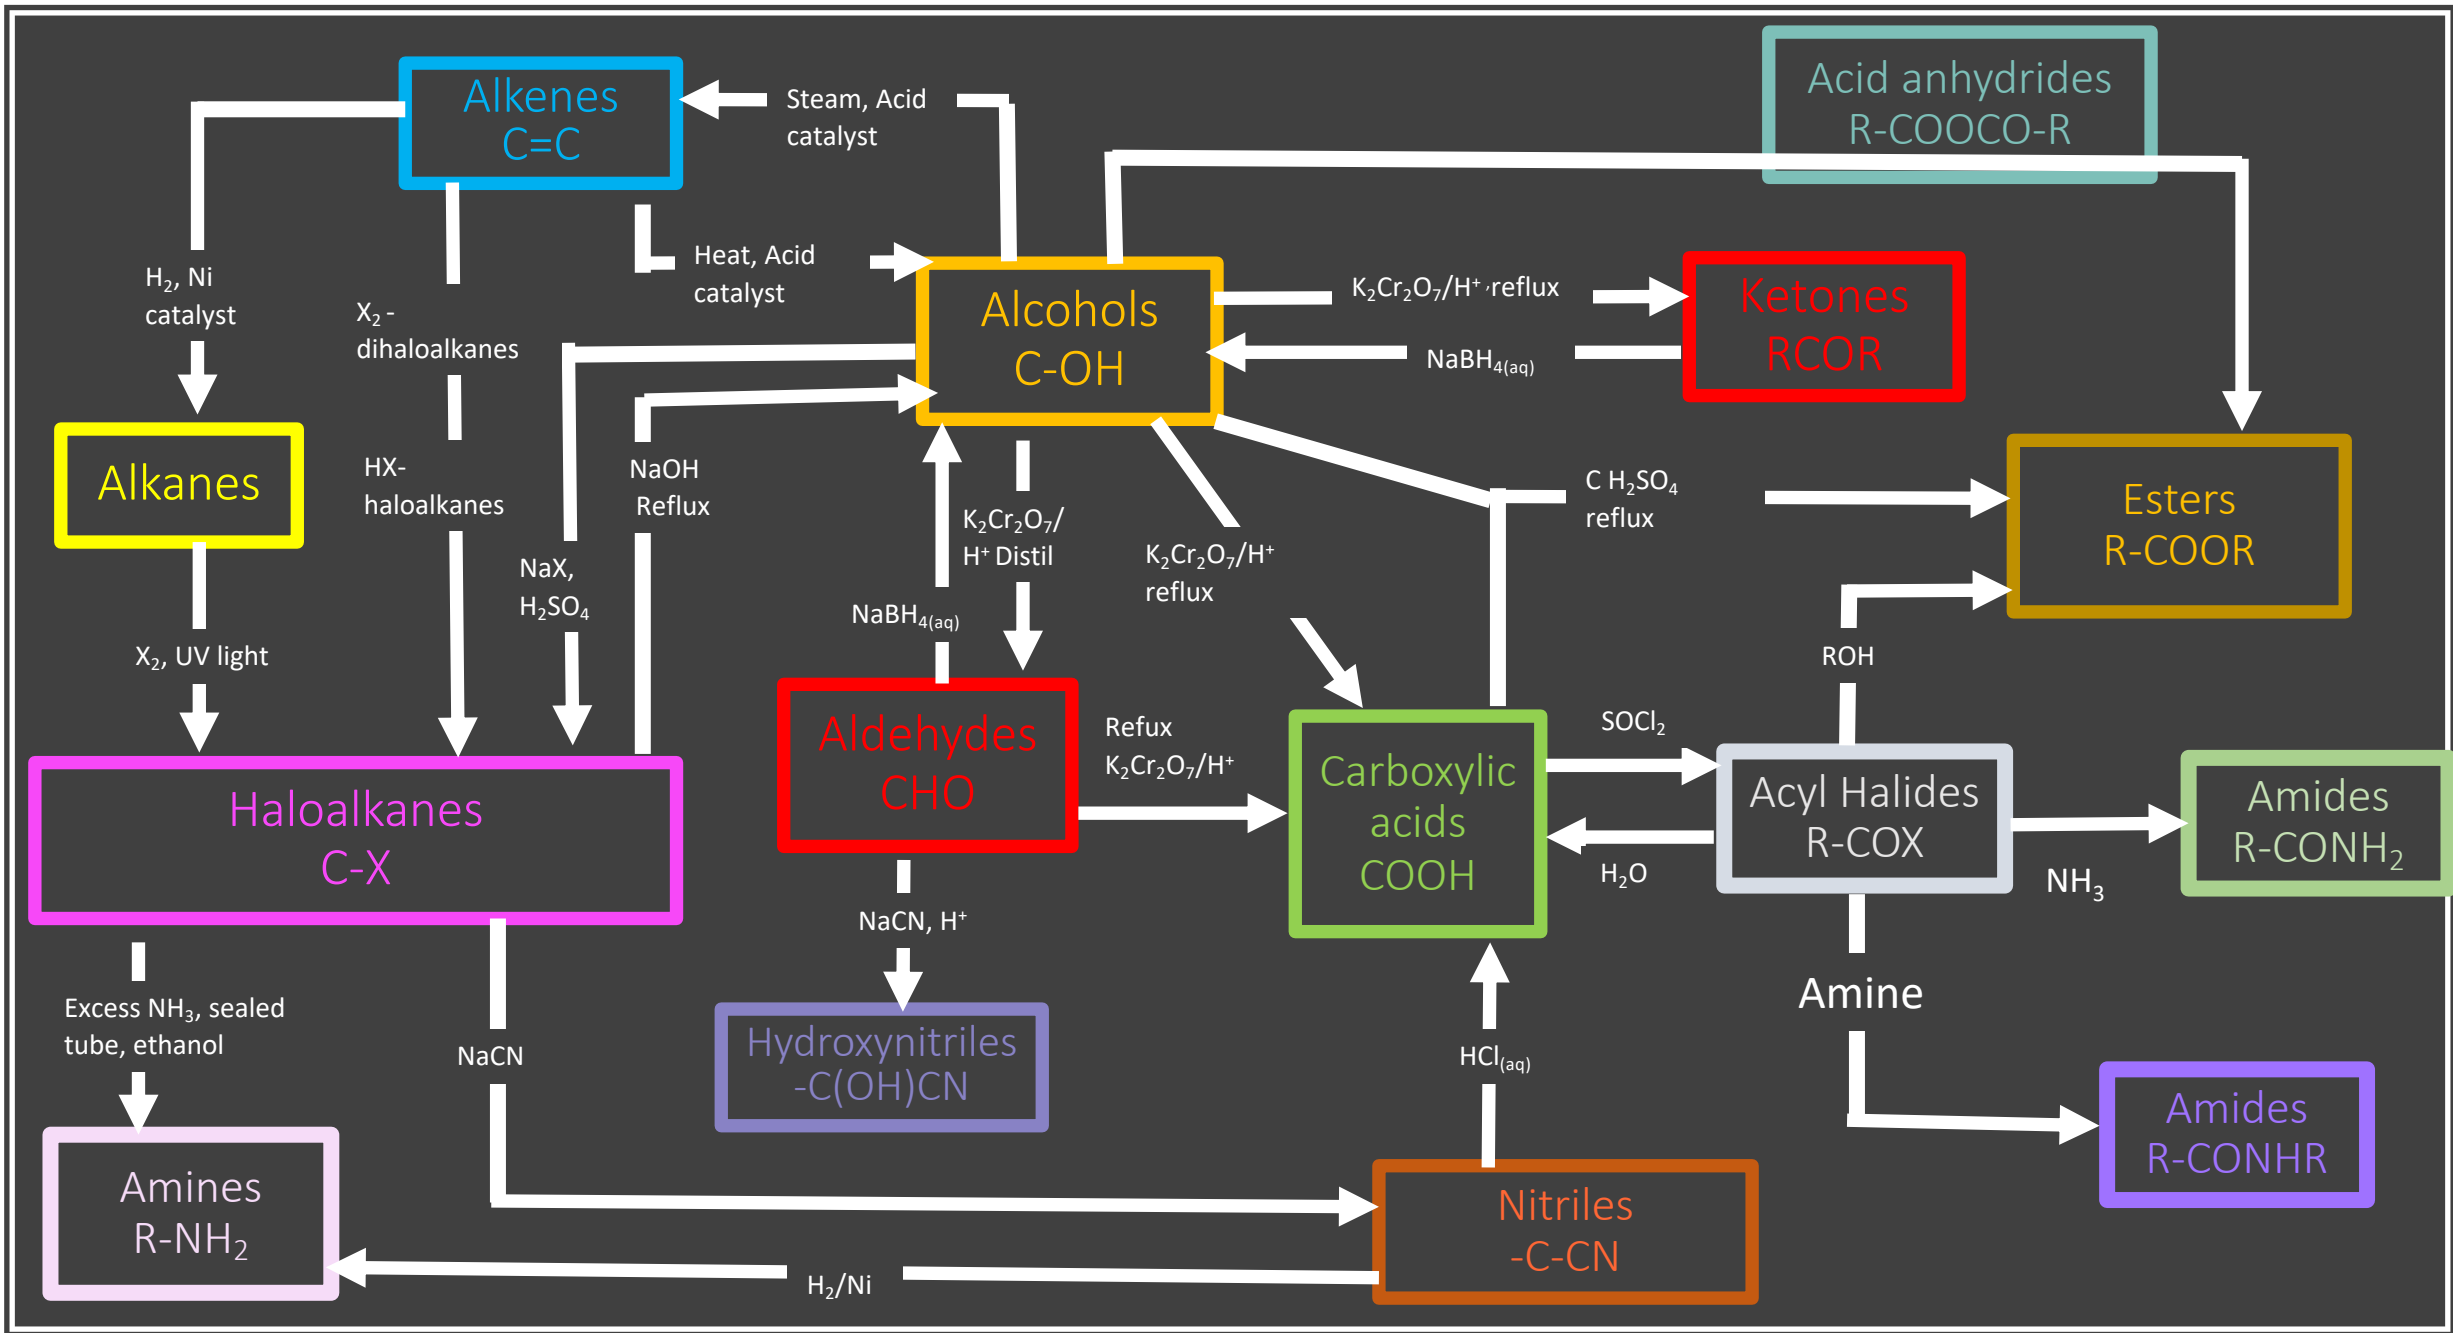 Alkenes
C=C
Steam, Acid
catalyst
Acid anhydrides
R-COOCO-R
H₂, Ni
catalyst
X₂ -
dihaloalkanes
Heat, Acid
catalyst
Alcohols
C-OH
K₂Cr₂O₇/H⁺ ,reflux
NaBH₄₍ₐq₎
Ketones
RCOR
Alkanes
HX-
haloalkanes
NaOH
Reflux
NaX,
H₂SO₄
K₂Cr₂O₇/
H⁺ Distil
NaBH₄₍ₐq₎
K₂Cr₂O₇/H⁺
reflux
C H₂SO₄
reflux
Esters
R-COOR
ROH
X₂, UV light
Haloalkanes
C-X
Aldehydes
CHO
Refux
K₂Cr₂O₇/H⁺
Carboxylic
acids
COOH
SOCl₂
H₂O
Acyl Halides
R-COX
NH₃
Amides
R-CONH₂
Excess NH₃, sealed
tube, ethanol
NaCN
NaCN, H⁺
Hydroxynitriles
-C(OH)CN
HCl₍ₐq₎
Amine
Amides
R-CONHR
Amines
R-NH₂
H₂/Ni
Nitriles
-C-CN